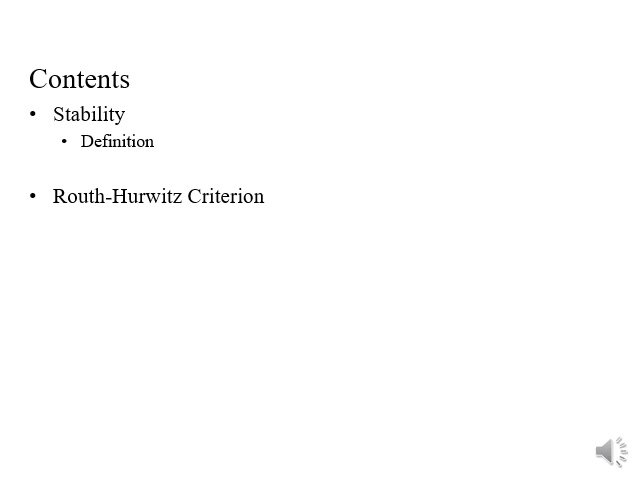 Contents
• Stability
• Definition
• Routh-Hurwitz Criterion